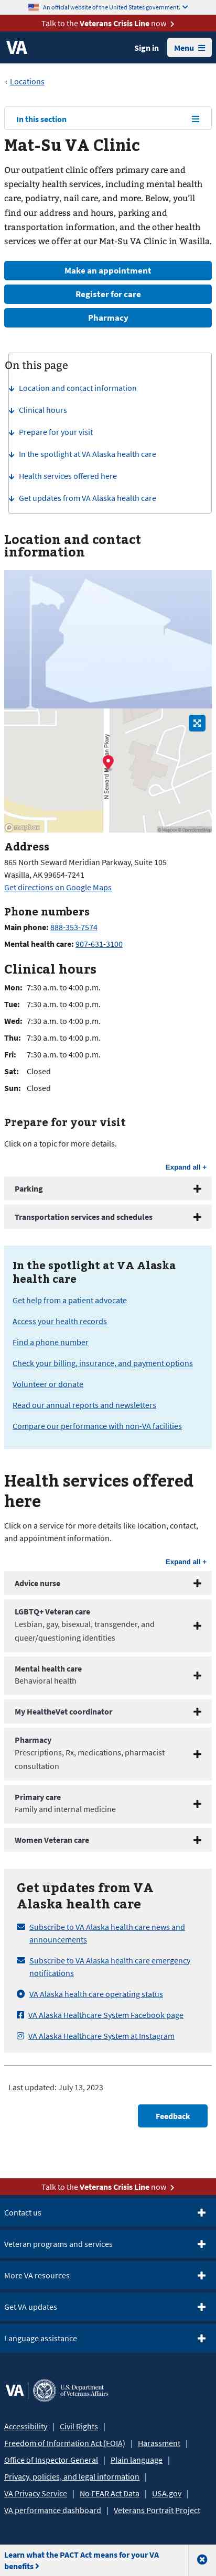 An official website of the United States government.
Talk to the Veterans Crisis Line now
VA
Sign in
Menu
Locations
In this section
Mat-Su VA Clinic
Our outpatient clinic offers primary care and
specialty health services, including mental health
care, podiatry, nail care, and more. Below, you'll
find our address and hours, parking and
transportation information, and the other health
services we offer at our Mat-Su VA Clinic in Wasilla.
Make an appointment
Register for care
Pharmacy
On this page
Location and contact information
Clinical hours
Prepare for your visit
In the spotlight at VA Alaska health care
Health services offered here
Get updates from VA Alaska health care
Location and contact
information
mapbox
Address
865 North Seward Meridian Parkway, Suite 105
Wasilla, AK 99654-7241
Get directions on Google Maps
Phone numbers
Main phone: 888-353-7574
Mental health care: 907-631-3100
Clinical hours
Mon: 7:30 a.m. to 4:00 p.m.
Tue: 7:30 a.m. to 4:00 p.m.
Wed: 7:30 a.m. to 4:00 p.m.
Thu: 7:30 a.m. to 4:00 p.m.
Fri: 7:30 a.m. to 4:00 p.m.
Sat: Closed
Sun: Closed
Prepare for your visit
Click on a topic for more details.
Expand all +
Parking
Transportation services and schedules
In the spotlight at VA Alaska
health care
Get help from a patient advocate
Access your health records
Find a phone number
Check your billing, insurance, and payment options
Volunteer or donate
Read our annual reports and newsletters
Compare our performance with non-VA facilities
Health services offered
here
Click on a service for more details like location, contact,
and appointment information.
Expand all +
Advice nurse
LGBTQ+ Veteran care
Lesbian, gay, bisexual, transgender, and
queer/questioning identities
Mental health care
Behavioral health
My HealtheVet coordinator
Pharmacy
Prescriptions, Rx, medications, pharmacist
consultation
Primary care
Family and internal medicine
Women Veteran care
Get updates from VA
Alaska health care
Subscribe to VA Alaska health care news and
announcements
Subscribe to VA Alaska health care emergency
notifications
VA Alaska health care operating status
VA Alaska Healthcare System Facebook page
VA Alaska Healthcare System at Instagram
Last updated: July 13, 2023
Feedback
Talk to the Veterans Crisis Line now
Contact us
Veteran programs and services
More VA resources
Get VA updates
Language assistance
VA | U.S. Department
of Veterans Affairs
Accessibility | Civil Rights |
Freedom of Information Act (FOIA) | Harassment |
Office of Inspector General | Plain language |
Privacy, policies, and legal information |
VA Privacy Service | No FEAR Act Data | USA.gov |
VA performance dashboard | Veterans Portrait Project
Learn what the PACT Act means for your VA
benefits